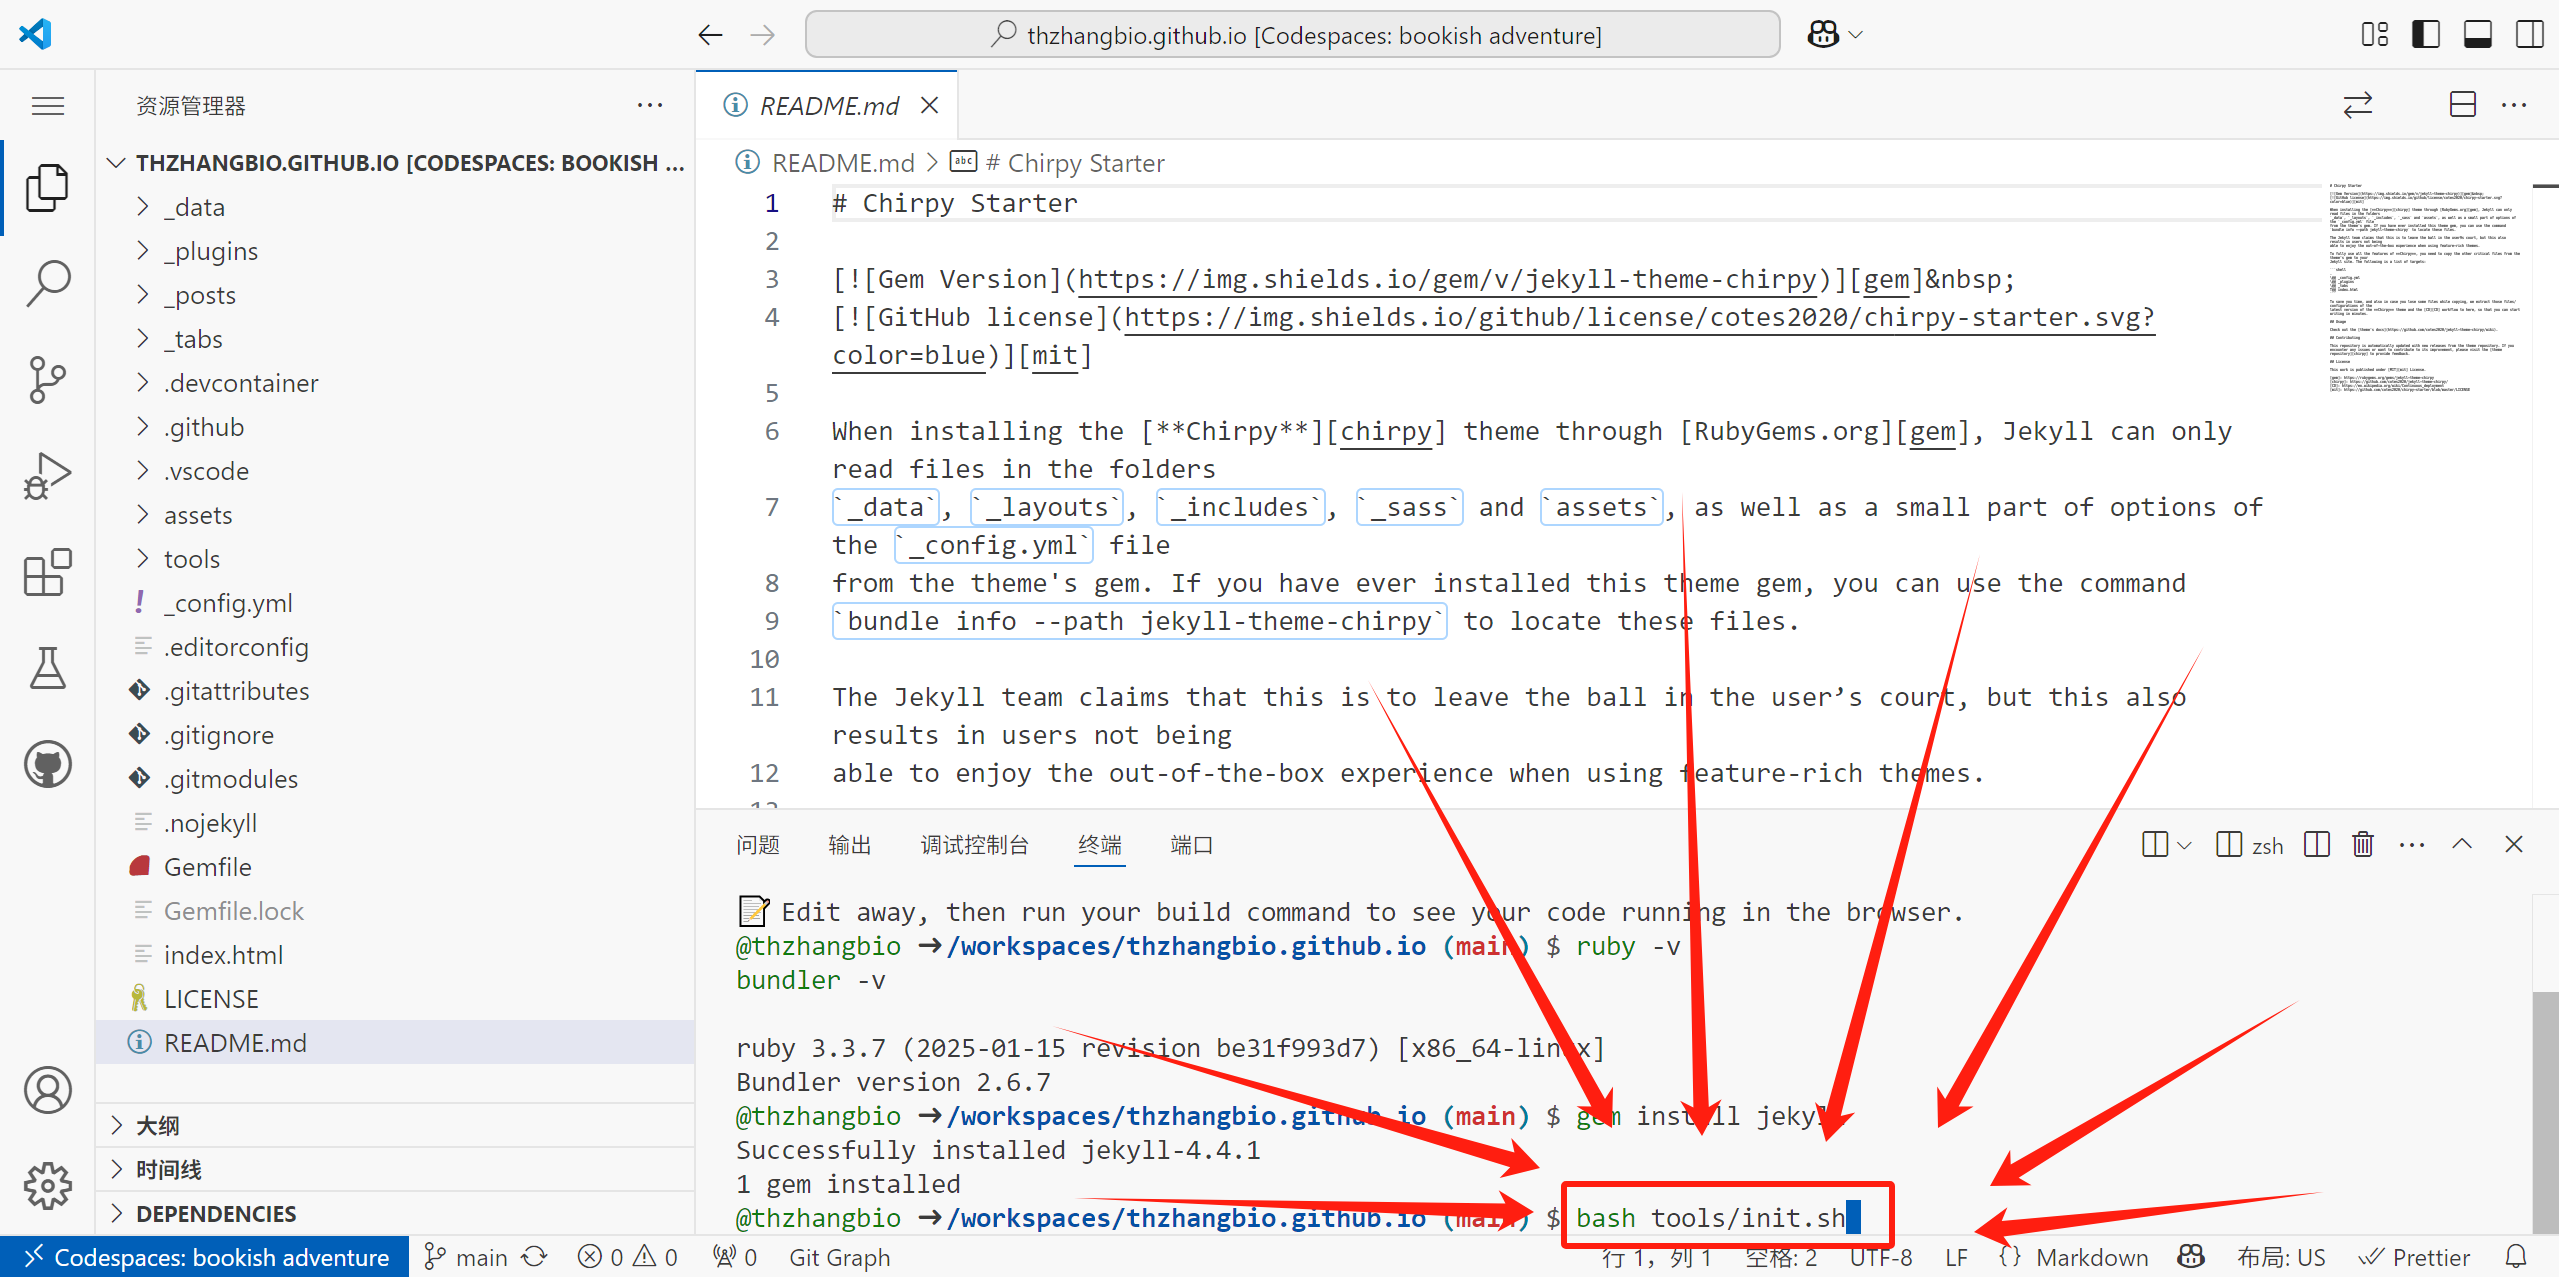 thzhangbio.github.io [Codespaces: bookish adventure]
资源管理器
THZHANGBIO.GITHUB.IO [CODESPACES: BOOKISH ...
_data
_plugins
_posts
_tabs
.devcontainer
.github
.vscode
assets
tools
_config.yml
.editorconfig
.gitattributes
.gitignore
.gitmodules
.nojekyll
Gemfile
Gemfile.lock
index.html
LICENSE
README.md
大纲
时间线
DEPENDENCIES
README.md
README.md > # Chirpy Starter
1 # Chirpy Starter
2
3 [![Gem Version](https://img.shields.io/gem/v/jekyll-theme-chirpy)][gem]&nbsp;
4 [![GitHub license](https://img.shields.io/github/license/cotes2020/chirpy-starter.svg?
color=blue)][mit]
5
6 When installing the [**Chirpy**][chirpy] theme through [RubyGems.org][gem], Jekyll can only
read files in the folders
7 `_data`, `_layouts`, `_includes`, `_sass` and `assets`, as well as a small part of options of
the `_config.yml` file
8 from the theme's gem. If you have ever installed this theme gem, you can use the command
9 `bundle info --path jekyll-theme-chirpy` to locate these files.
10
11 The Jekyll team claims that this is to leave the ball in the user’s court, but this also
results in users not being
12 able to enjoy the out-of-the-box experience when using feature-rich themes.
问题 输出 调试控制台 终端 端口 zsh
Edit away, then run your build command to see your code running in the browser.
@thzhangbio ➜ /workspaces/thzhangbio.github.io (main) $ ruby -v
bundler -v
ruby 3.3.7 (2025-01-15 revision be31f993d7) [x86_64-linux]
Bundler version 2.6.7
@thzhangbio ➜ /workspaces/thzhangbio.github.io (main) $ gem install jekyll
Successfully installed jekyll-4.4.1
1 gem installed
@thzhangbio ➜ /workspaces/thzhangbio.github.io (main) $ bash tools/init.sh
Codespaces: bookish adventure main 0 0 0 Git Graph 行 1，列 1 空格: 2 UTF-8 LF {} Markdown 布局: US Prettier